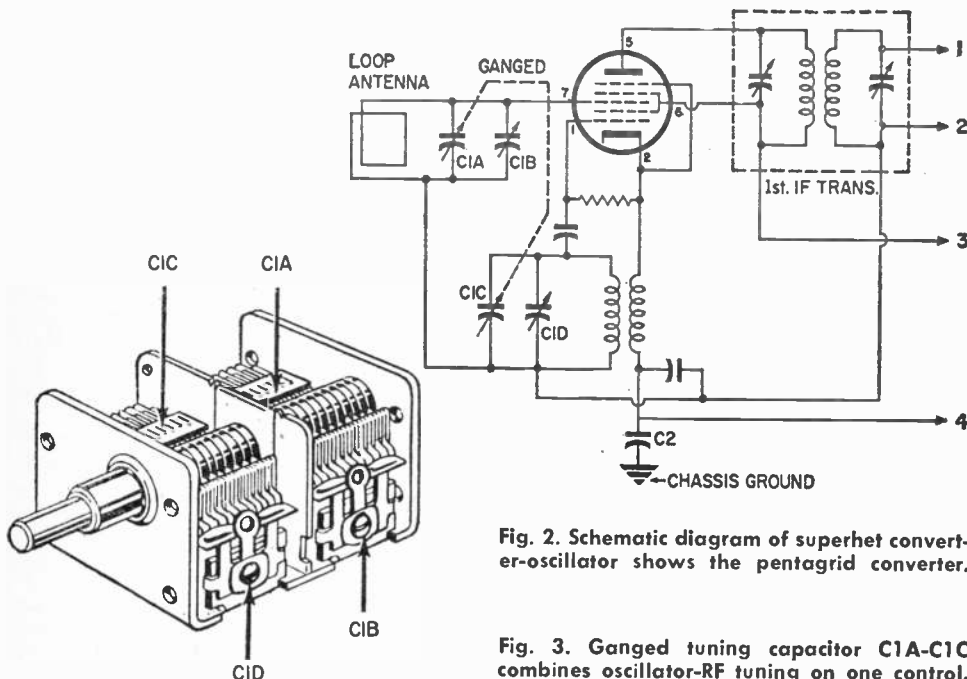 LOOP
ANTENNA
GANGED
5
7
6
1
2
C1A
C1B
1st. IF TRANS.
1
2
3
4
C1C
C1D
C2
CHASSIS GROUND
C1C
C1A
C1B
C1D
Fig. 2. Schematic diagram of superhet convert-
er-oscillator shows the pentagrid converter.
Fig. 3. Ganged tuning capacitor C1A-C1C
combines oscillator-RF tuning on one control.